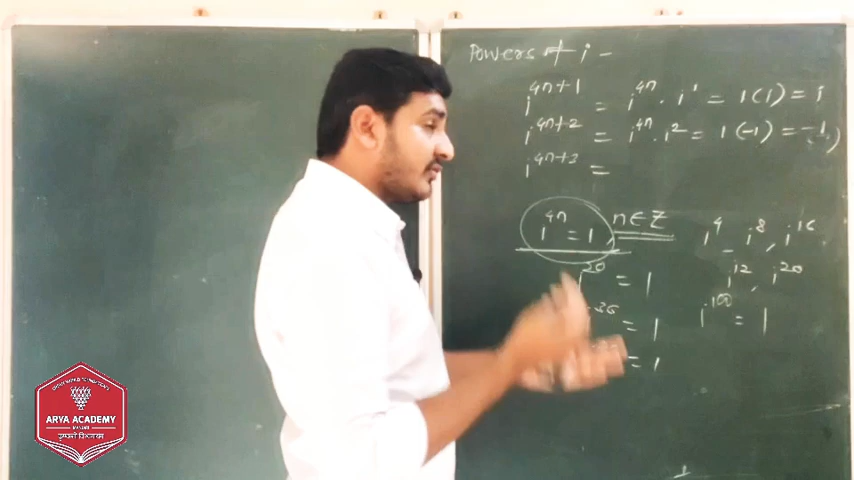 Powers of i -
i^4n+1 = i^4n . i^1 = 1(i) = i
i^4n+2 = i^4n . i^2 = 1(-1) = -1
i^4n+3 =
i^4n = 1, n∈Z
i^4, i^8, i^16
i^12, i^20
i^20 = 1
i^100 = 1
= 1
= 1
ARYA ACADEMY